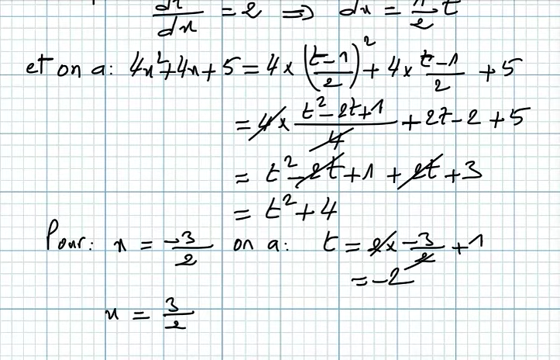 = 2 ⟹ dx =
et on a: 4x² + 4x + 5 = 4 × (t-1/2)² + 4 × t-1/2 + 5
= 4 × t² - 2t + 1/4 + 2t - 2 + 5
= t² - 2t + 1 + 2t + 3
= t² + 4
Pour: x = -3/2 on a: t = 2 × -3/2 + 1
= -2
x = 3/2